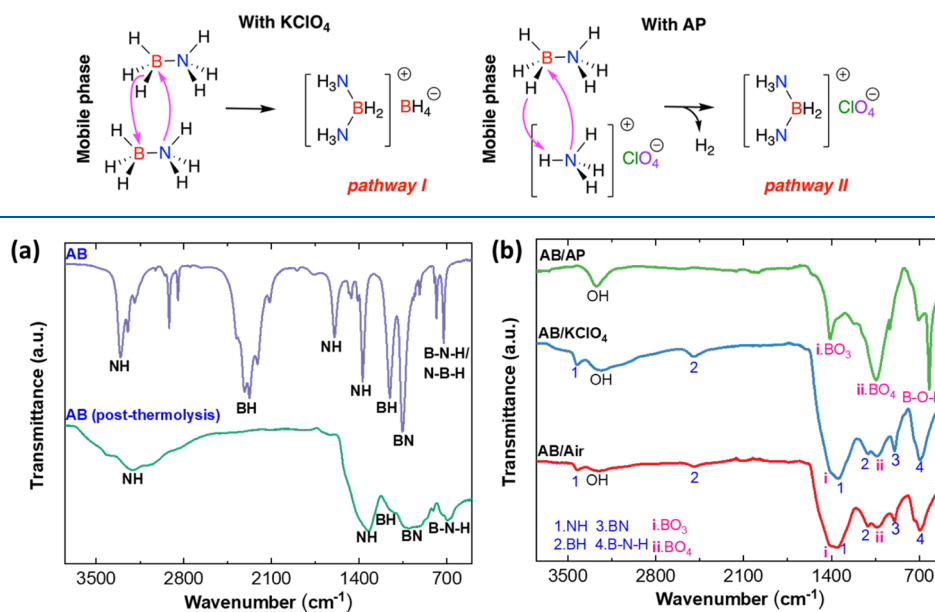 With KClO₄
With AP
Mobile phase
H H H B N H H H
H H H B N H H H
H₃N
BH₂
H₃N
⊕
BH₄⊖
pathway I
Mobile phase
H H H B N H H H
H N H H H
⊕
ClO₄⊖
H₂
H₃N
BH₂
H₃N
⊕
ClO₄⊖
pathway II
(a)
AB
NH
BH
NH
NH
BH
BN
B-N-H/
N-B-H
AB (post-thermolysis)
NH
NH
BH
BN
B-N-H
Transmittance (a.u.)
3500 2800 2100 1400 700
Wavenumber (cm⁻¹)
(b)
AB/AP
OH
i.BO₃
ii.BO₄
AB/KClO₄
1 OH 2 i 1 2 ii 3 4
AB/Air
1 OH 2 i 1 2 ii 3 4
1.NH 3.BN i.BO₃
2.BH 4.B-N-H ii.BO₄
Transmittance (a.u.)
3500 2800 2100 1400 700
Wavenumber (cm⁻¹)